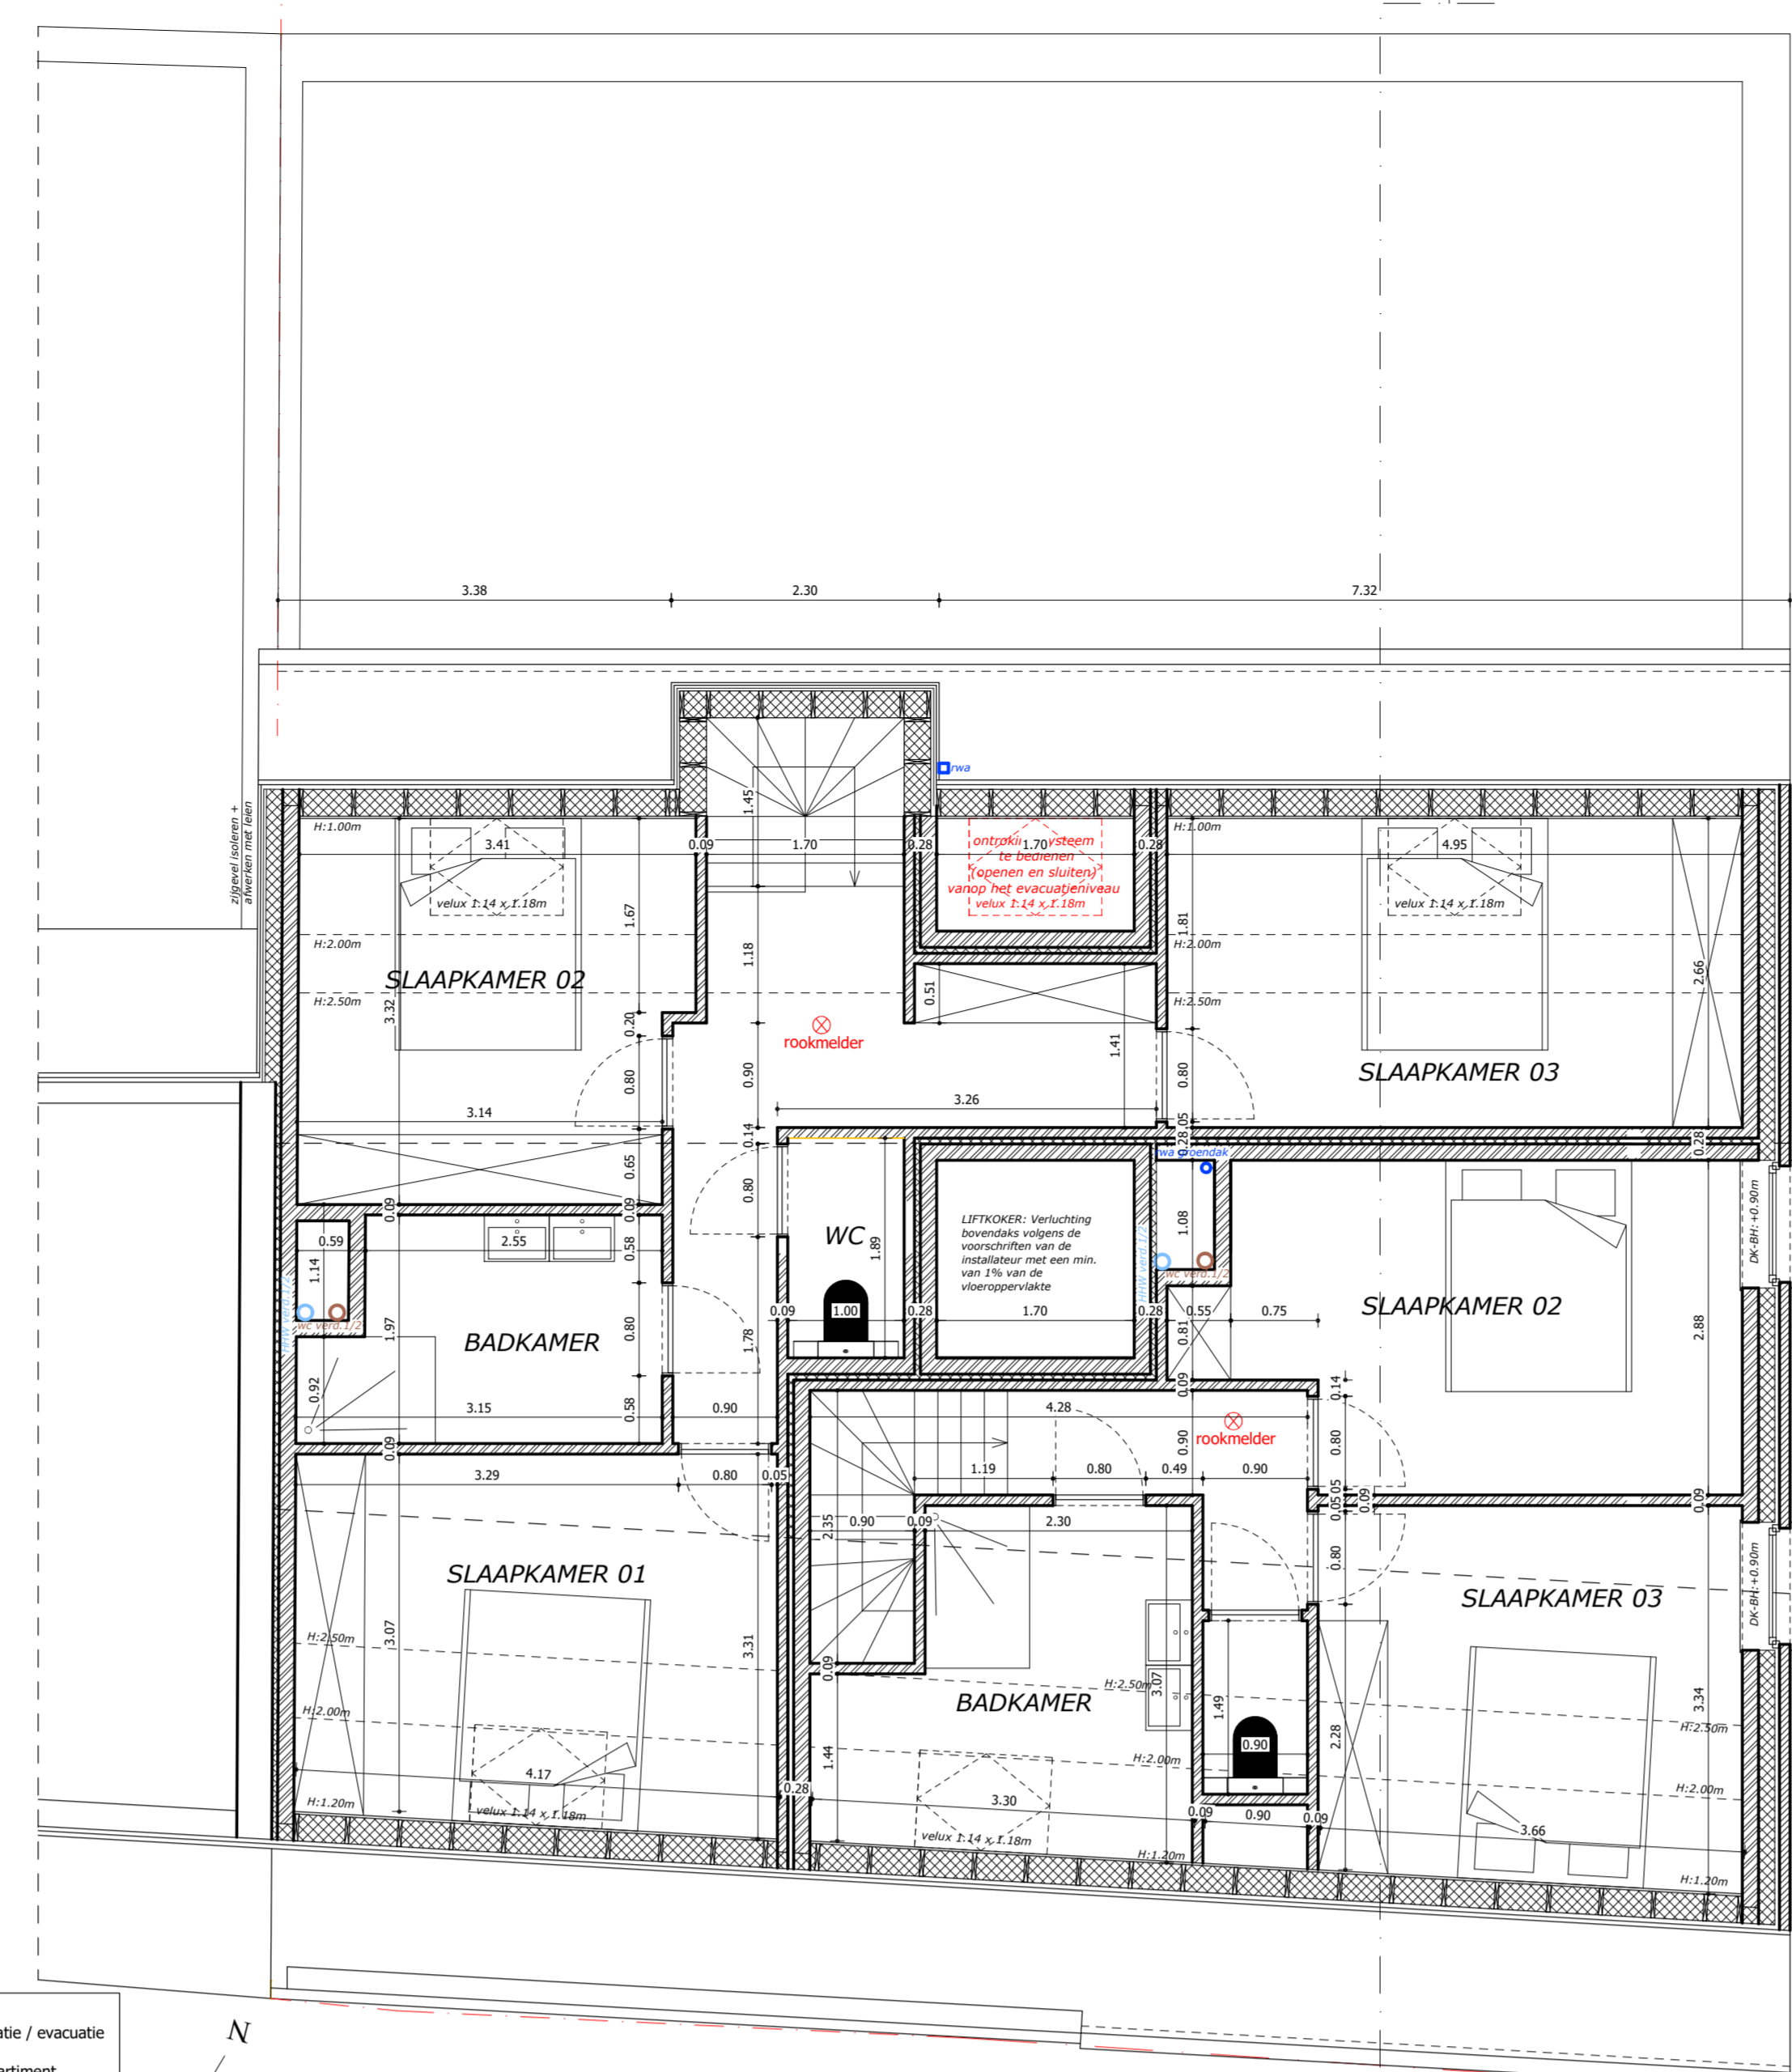 3.38
2.30
7.32
zijgevel isoleren +
afwerken met leien
rwa
H:1.00m
3.41
0.09
1.45
1.70
0.28
te bedienen
(openen en sluiten)
vanop het evacuatieniveau
velux 1.14 x 1.18m
1.70
0.28
H:1.00m
4.95
velux 1.14 x 1.18m
velux 1.14 x 1.18m
1.67
1.18
1.81
H:2.00m
H:2.00m
SLAAPKAMER 02
2.66
H:2.50m
3.32
0.51
H:2.50m
0.20
rookmelder
1.41
SLAAPKAMER 03
0.80
0.90
0.80
3.14
3.26
0.05
0.14
0.28
0.28
rwa groendak
0.65
0.80
0.09
0.09
WC
1.89
LIFTKOKER: Verluchting
bovendaks volgens de
voorschriften van de
installateur met een min.
van 1% van de
vloeroppervlakte
1.08
DK-BH:+0.90m
0.59
2.55
0.58
1.14
HHW verd.1/2
wc verd.1/2
HHW verd.1/2
wc verd.1/2
SLAAPKAMER 02
0.09
1.00
0.28
1.70
0.28
0.55
0.75
1.97
BADKAMER
0.80
1.78
0.81
2.88
0.92
0.09
0.14
3.15
0.90
0.58
4.28
rookmelder
0.90
0.80
0.09
3.29
0.80
0.05
1.19
0.80
0.49
0.90
0.05
0.05
0.09
0.09
2.35
0.90
0.09
2.30
0.80
DK-BH:+0.90m
SLAAPKAMER 01
SLAAPKAMER 03
3.07
3.31
H:2.50m
0.09
H:2.50m
3.07
BADKAMER
1.49
H:2.00m
3.34
H:2.50m
1.44
H:2.00m
0.90
2.28
4.17
0.28
H:2.00m
H:1.20m
velux 1.14 x 1.18m
3.30
0.09
0.90
0.09
3.66
velux 1.14 x 1.18m
H:1.20m
H:1.20m
N
atie / evacuatie